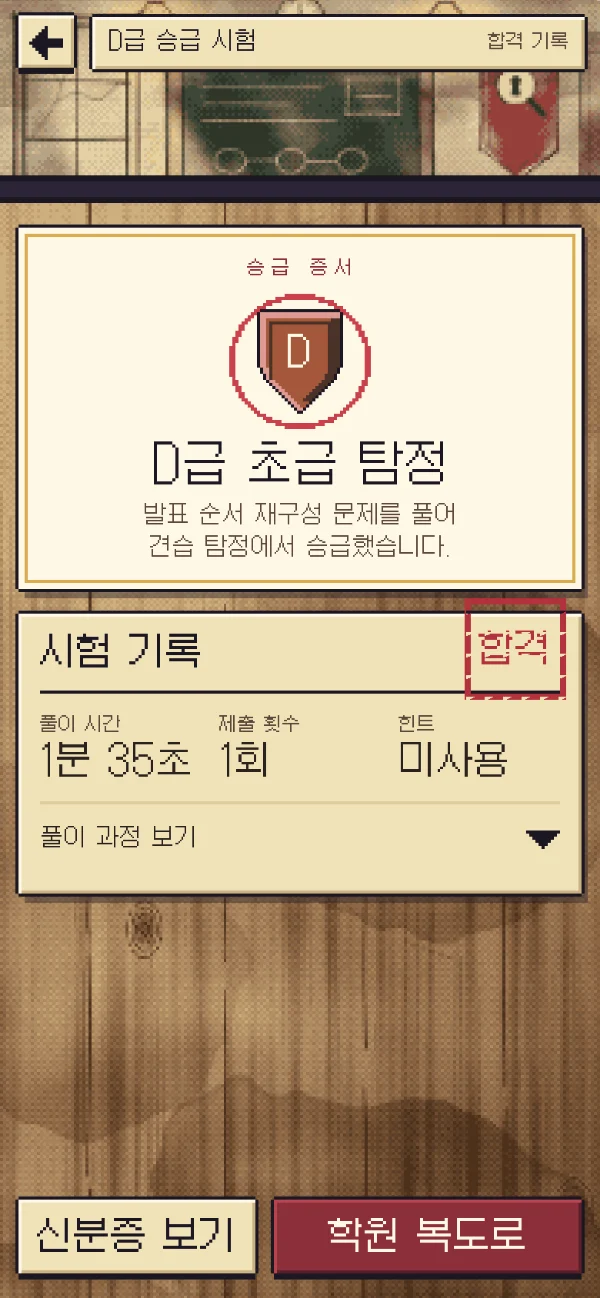 D급 승급 시험
합격 기록
승급 증서
D
D급 초급 탐정
발표 순서 재구성 문제를 풀어
견습 탐정에서 승급했습니다.
시험 기록
합격
풀이 시간
제출 횟수
힌트
1분 35초
1회
미사용
풀이 과정 보기
신분증 보기
학원 복도로